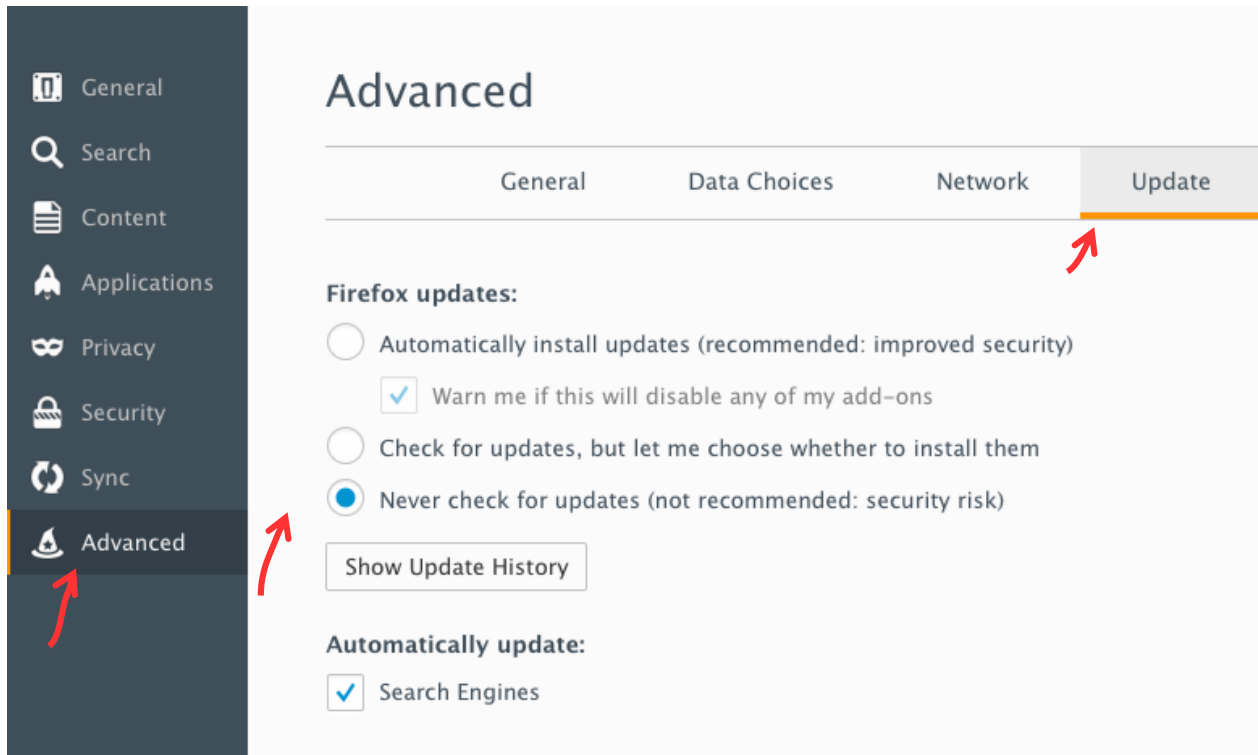 General
Search
Content
Applications
Privacy
Security
Sync
Advanced
Advanced
General Data Choices Network Update
Firefox updates:
Automatically install updates (recommended: improved security)
Warn me if this will disable any of my add-ons
Check for updates, but let me choose whether to install them
Never check for updates (not recommended: security risk)
Show Update History
Automatically update:
Search Engines